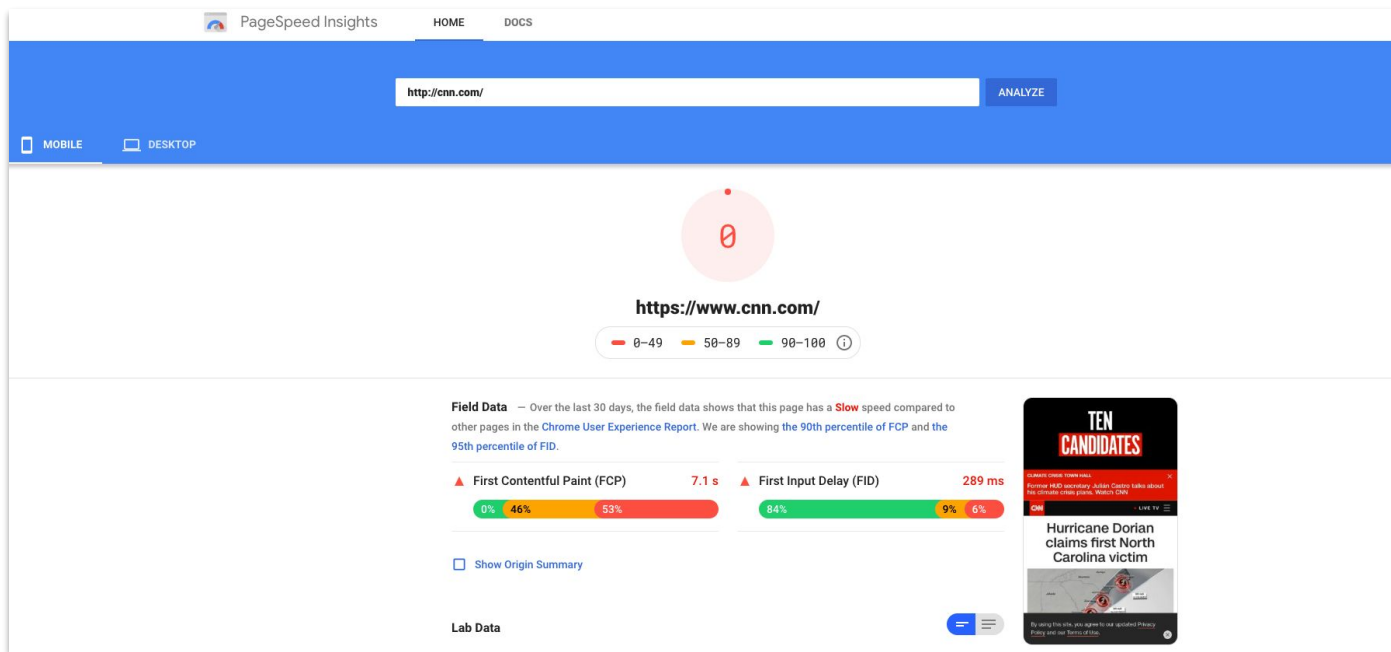 PageSpeed Insights HOME DOCS
http://cnn.com/ ANALYZE
MOBILE DESKTOP
0
https://www.cnn.com/
0–49 50–89 90–100
Field Data — Over the last 30 days, the field data shows that this page has a Slow speed compared to
other pages in the Chrome User Experience Report. We are showing the 90th percentile of FCP and the
95th percentile of FID.
First Contentful Paint (FCP) 7.1 s
0% 46% 53%
First Input Delay (FID) 289 ms
84% 9% 6%
Show Origin Summary
Lab Data
TEN
CANDIDATES
CLIMATE CRISIS TOWN HALL
Former HUD secretary Julián Castro talks about
his climate crisis plans. Watch CNN
CNN LIVE TV
Hurricane Dorian
claims first North
Carolina victim
By using this site, you agree to our updated Privacy
Policy and our Terms of Use.